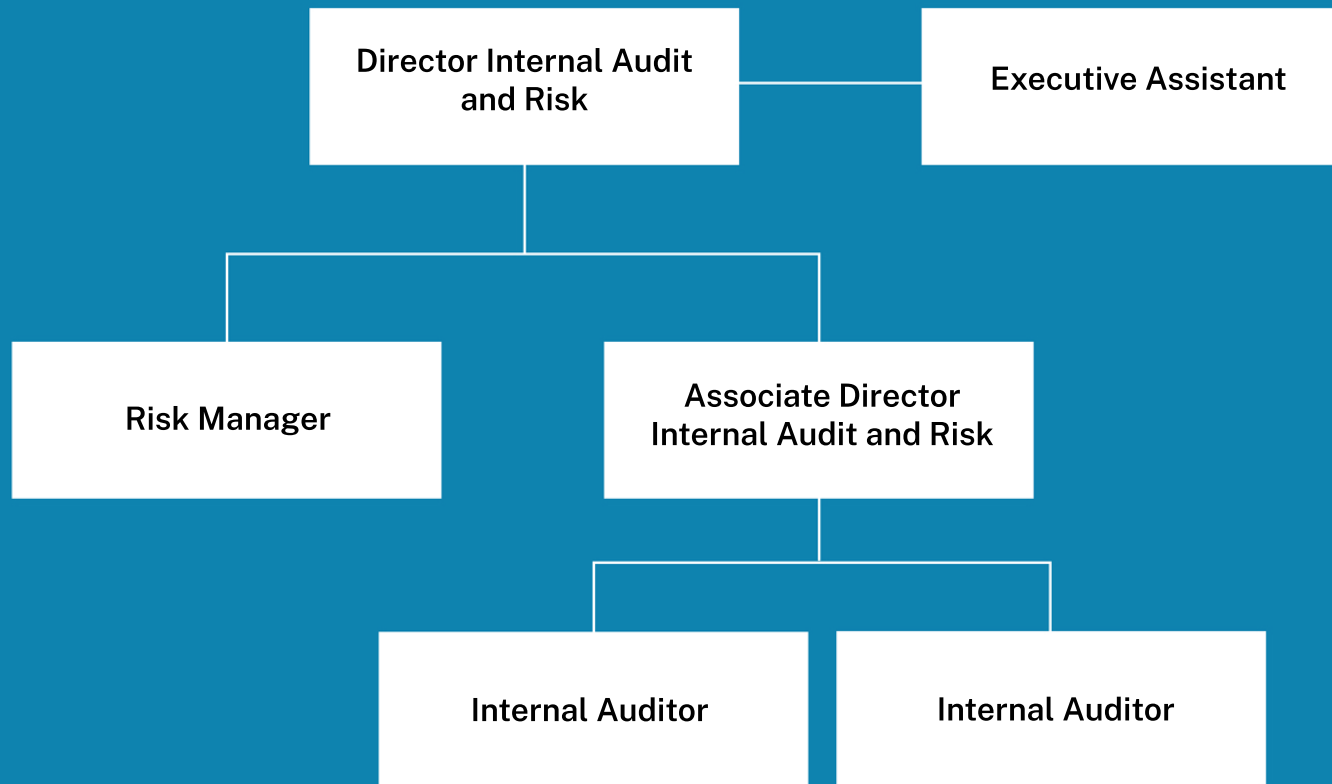 Director Internal Audit
and Risk
Executive Assistant
Risk Manager
Associate Director
Internal Audit and Risk
Internal Auditor
Internal Auditor